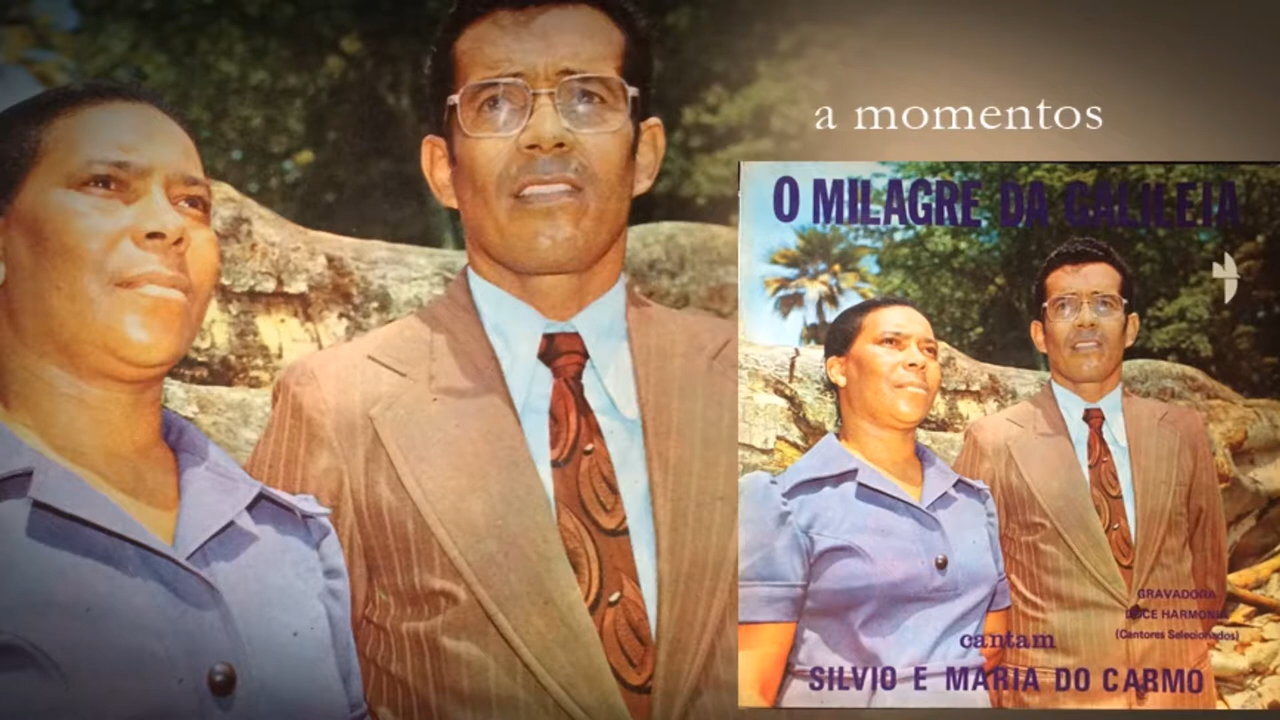 a momentos
O MILAGRE DA GALILEIA
GRAVADORA
DOCE HARMONIA
(Cantores Selecionados)
cantam
SILVIO E MARIA DO CARMO